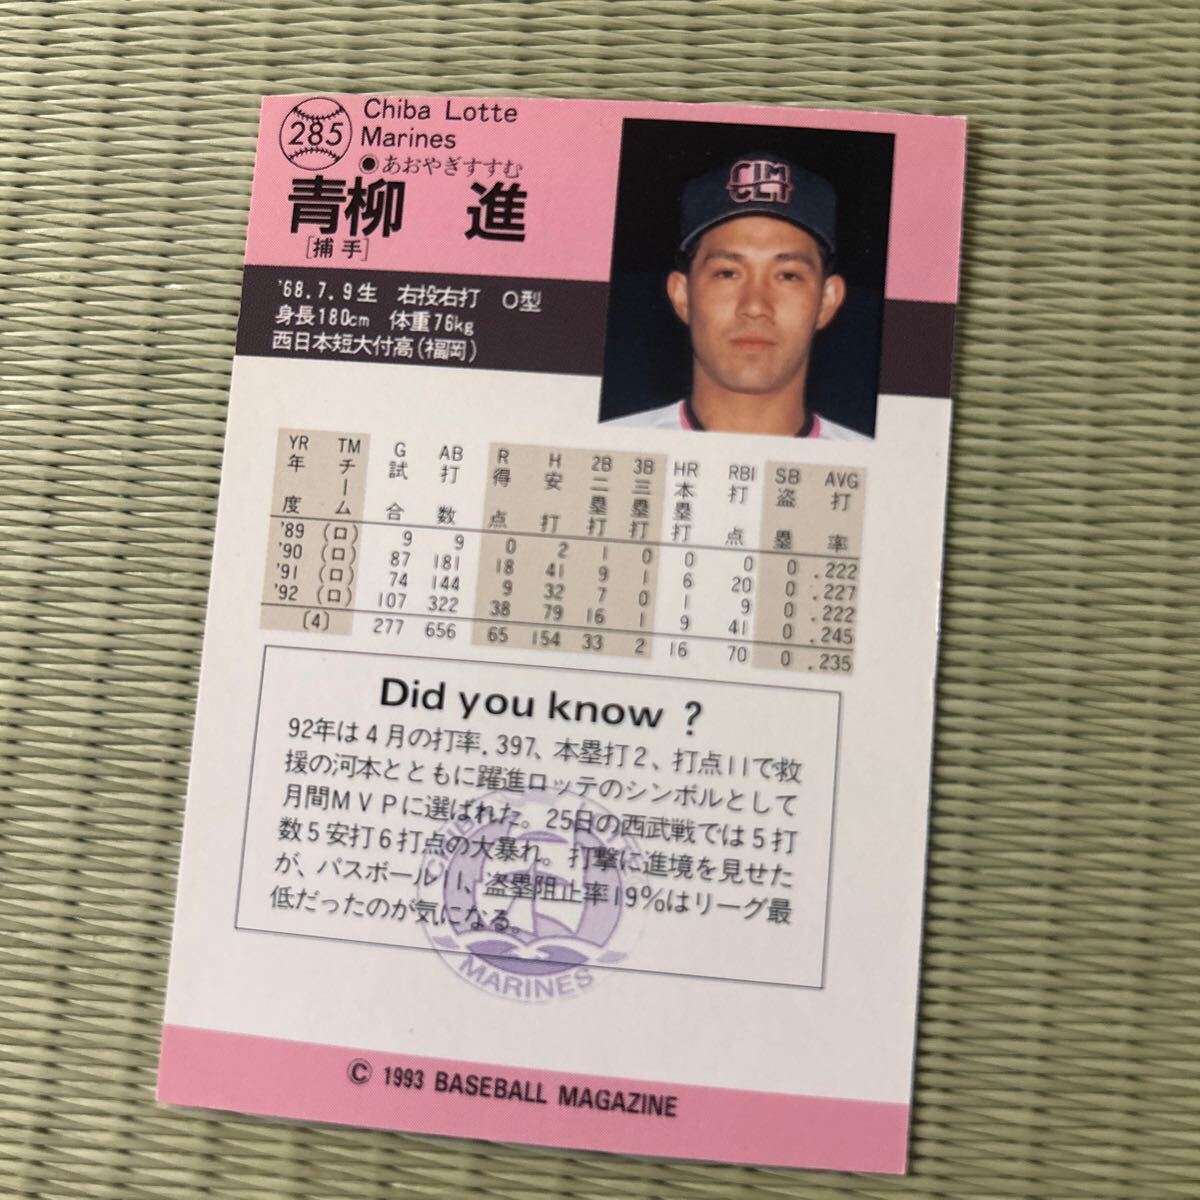 285
Chiba Lotte
Marines
●あおやぎすすむ
青柳 進
[捕手]
CLM
'68.7.9生 右投右打 O型
身長180cm 体重76kg
西日本短大付高(福岡)
YR TM G AB R H 2B 3B HR RBI SB AVG
年度 チーム 試合 打数 得点 安打 二塁打 三塁打 本塁打 打点 盗塁 打率
'89 (ロ) 9 9 0 2 1 0 0 0 0 .222
'90 (ロ) 87 181 18 41 9 1 6 20 0 .227
'91 (ロ) 74 144 9 32 7 0 1 9 0 .222
'92 (ロ) 107 322 38 79 16 1 9 41 0 .245
(4) 277 656 65 154 33 2 16 70 0 .235
Did you know ?
92年は4月の打率.397、本塁打2、打点11で救
援の河本とともに躍進ロッテのシンボルとして
月間MVPに選ばれた。25日の西武戦では5打
数5安打6打点の大暴れ。打撃に進境を見せた
が、パスボール11、盗塁阻止率19%はリーグ最
低だったのが気になる。
CHIBA LOTTE
MARINES
© 1993 BASEBALL MAGAZINE